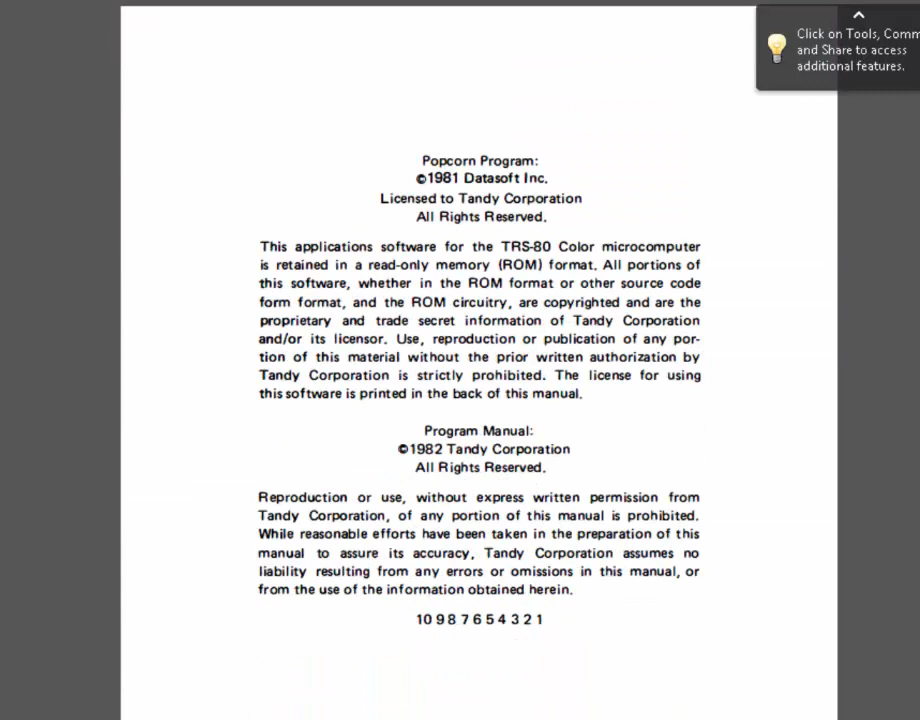 Click on Tools, Comm
and Share to access
additional features.
Popcorn Program:
©1981 Datasoft Inc.
Licensed to Tandy Corporation
All Rights Reserved.
This applications software for the TRS-80 Color microcomputer
is retained in a read-only memory (ROM) format. All portions of
this software, whether in the ROM format or other source code
form format, and the ROM circuitry, are copyrighted and are the
proprietary and trade secret information of Tandy Corporation
and/or its licensor. Use, reproduction or publication of any por-
tion of this material without the prior written authorization by
Tandy Corporation is strictly prohibited. The license for using
this software is printed in the back of this manual.
Program Manual:
©1982 Tandy Corporation
All Rights Reserved.
Reproduction or use, without express written permission from
Tandy Corporation, of any portion of this manual is prohibited.
While reasonable efforts have been taken in the preparation of this
manual to assure its accuracy, Tandy Corporation assumes no
liability resulting from any errors or omissions in this manual, or
from the use of the information obtained herein.
10 9 8 7 6 5 4 3 2 1